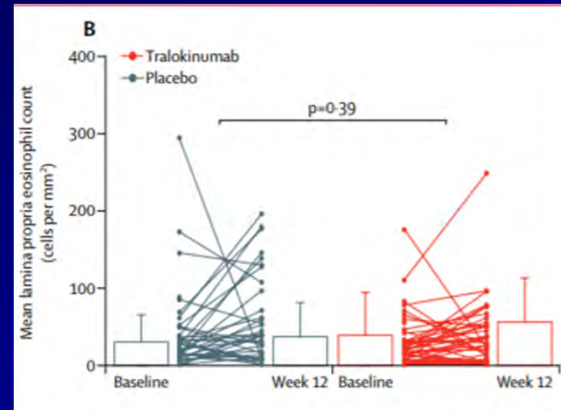 B
400
300
200
100
0
Mean lamina propria eosinophil count
(cells per mm²)
Tralokinumab
Placebo
p=0·39
Baseline
Week 12
Baseline
Week 12